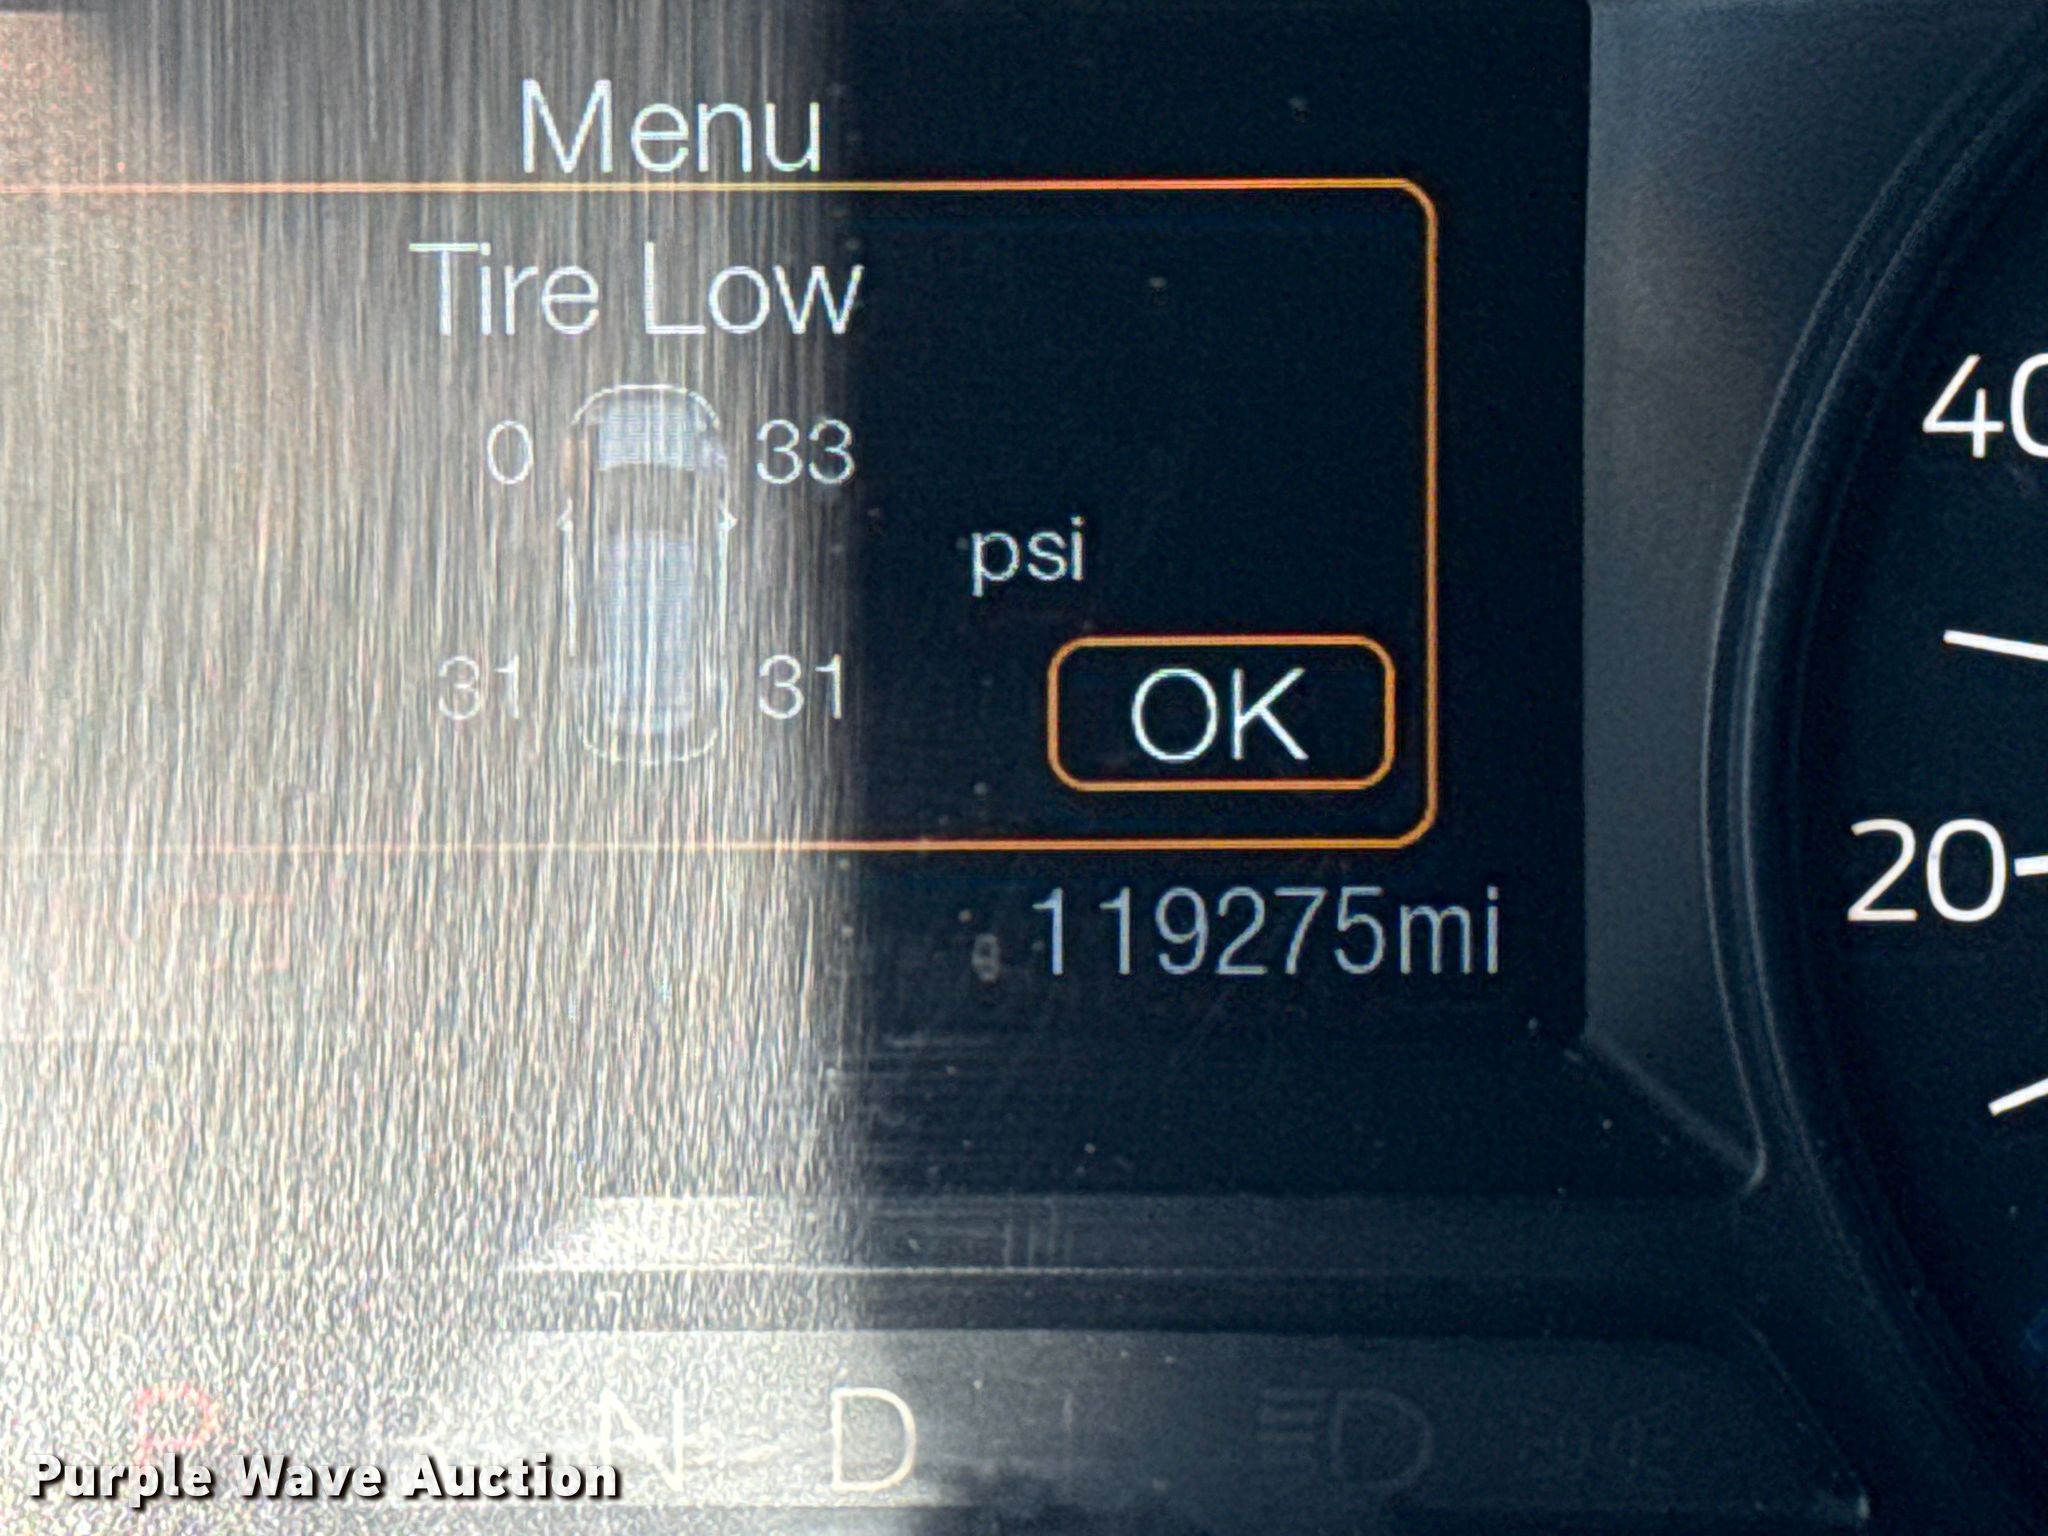 Menu
Tire Low
0 33
psi
31 31
OK
119275mi
40
20
P R N D
Purple Wave Auction